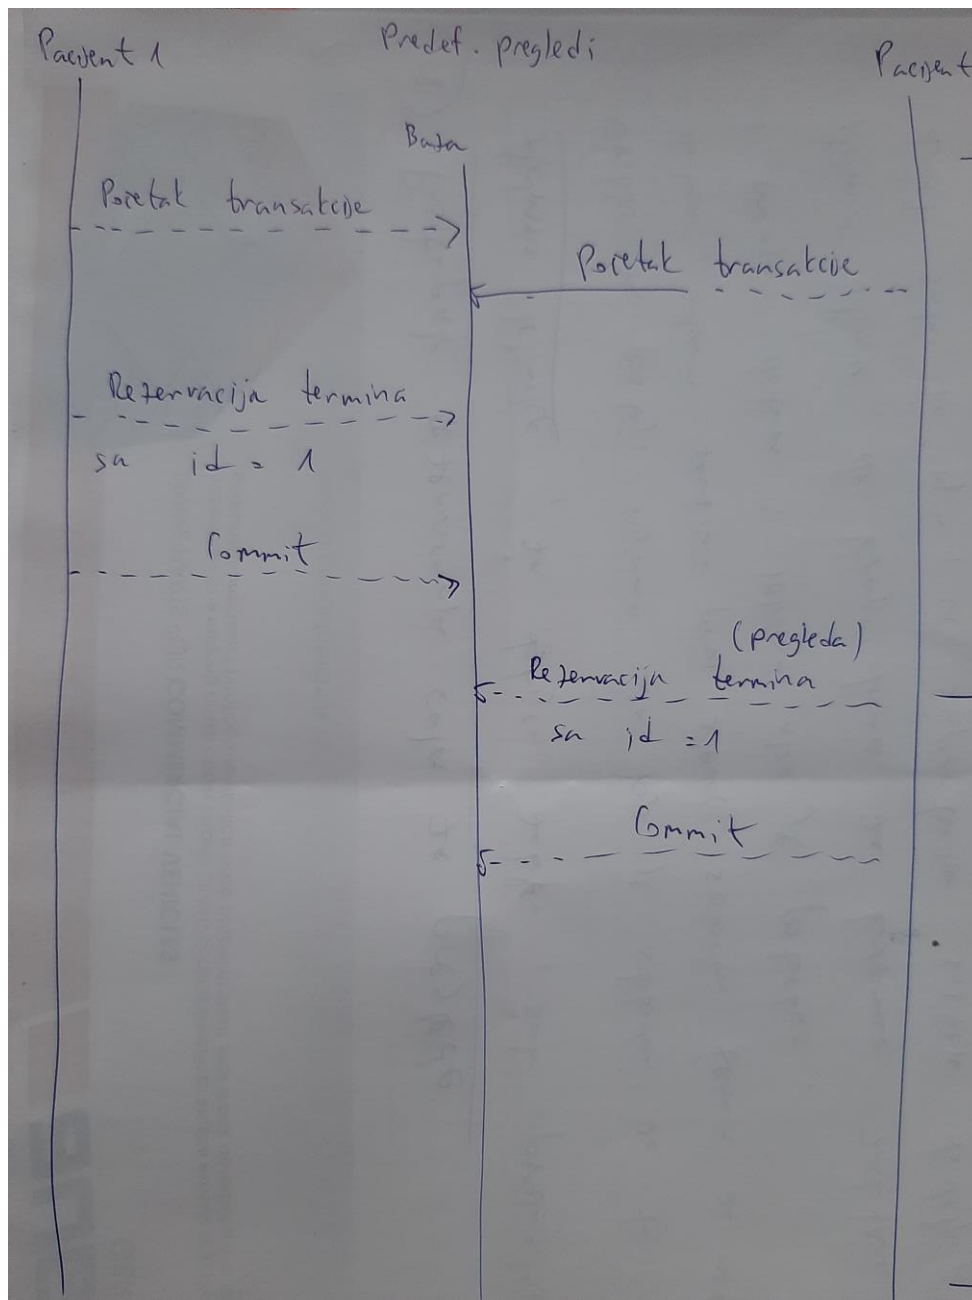 Pacijent 1
Predef. pregledi
Pacijent
Baza
Početak transakcije
Početak transakcije
Rezervacija termina
sa id = 1
Commit
(pregleda)
Rezervacija termina
sa id = 1
Commit